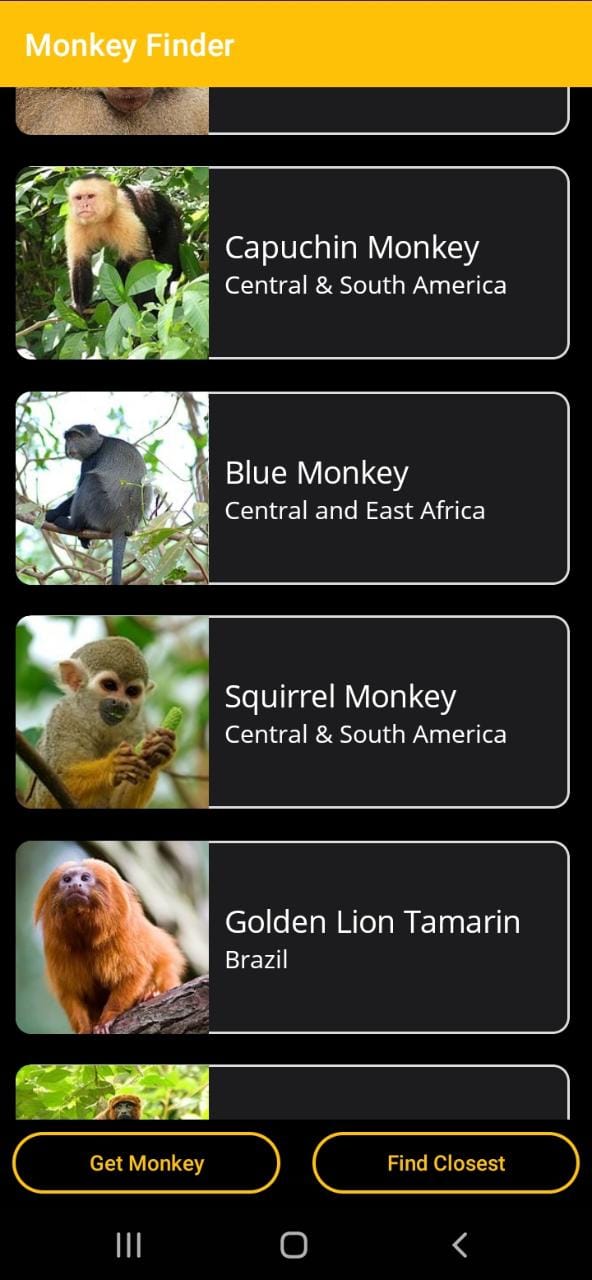 Monkey Finder
Capuchin Monkey
Central & South America
Blue Monkey
Central and East Africa
Squirrel Monkey
Central & South America
Golden Lion Tamarin
Brazil
Get Monkey
Find Closest